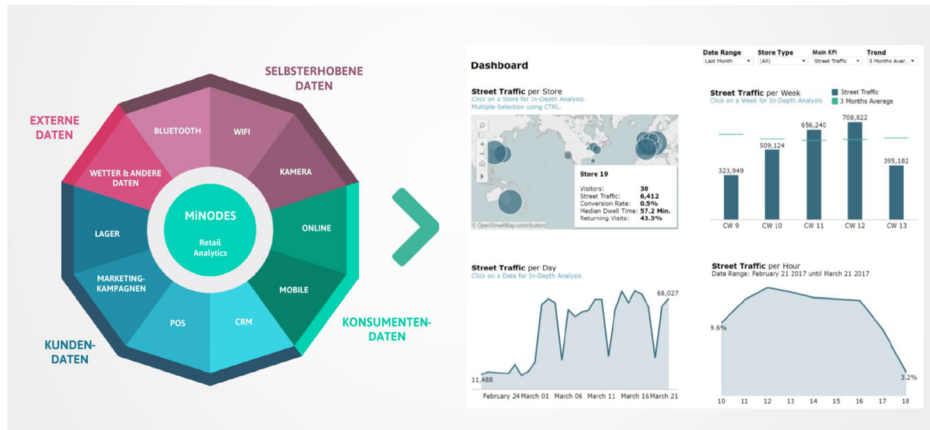 SELBSTERHOBENE
DATEN
EXTERNE
DATEN
BLUETOOTH
WIFI
WETTER & ANDERE
DATEN
KAMERA
MiNODES
Retail
Analytics
LAGER
ONLINE
MARKETING-
KAMPAGNEN
MOBILE
POS
CRM
KUNDEN-
DATEN
KONSUMENTEN-
DATEN
Dashboard
Date Range
Store Type
Main KPI
Trend
Last Month
(All)
Street Traffic
3 Months Aver...
Street Traffic per Store
Click on a Store for In-Depth Analysis.
Multiple-Selection using CTRL.
Store 19
Visitors: 30
Street Traffic: 6,412
Conversion Rate: 0.5%
Median Dwell Time: 57.2 Min.
Returning Visits: 43.3%
© OpenStreetMap contributors
Street Traffic per Week
Click on a Week for In-Depth Analysis
Street Traffic
3 Months Average
323,949
509,124
656,240
708,822
395,182
CW 9 CW 10 CW 11 CW 12 CW 13
Street Traffic per Day
Click on a Date for In-Depth Analysis
68,027
11,488
February 24 March 01 March 06 March 11 March 16 March 21
Street Traffic per Hour
Date Range: February 21 2017 until March 21 2017
9.6%
3.2%
10 11 12 13 14 15 16 17 18